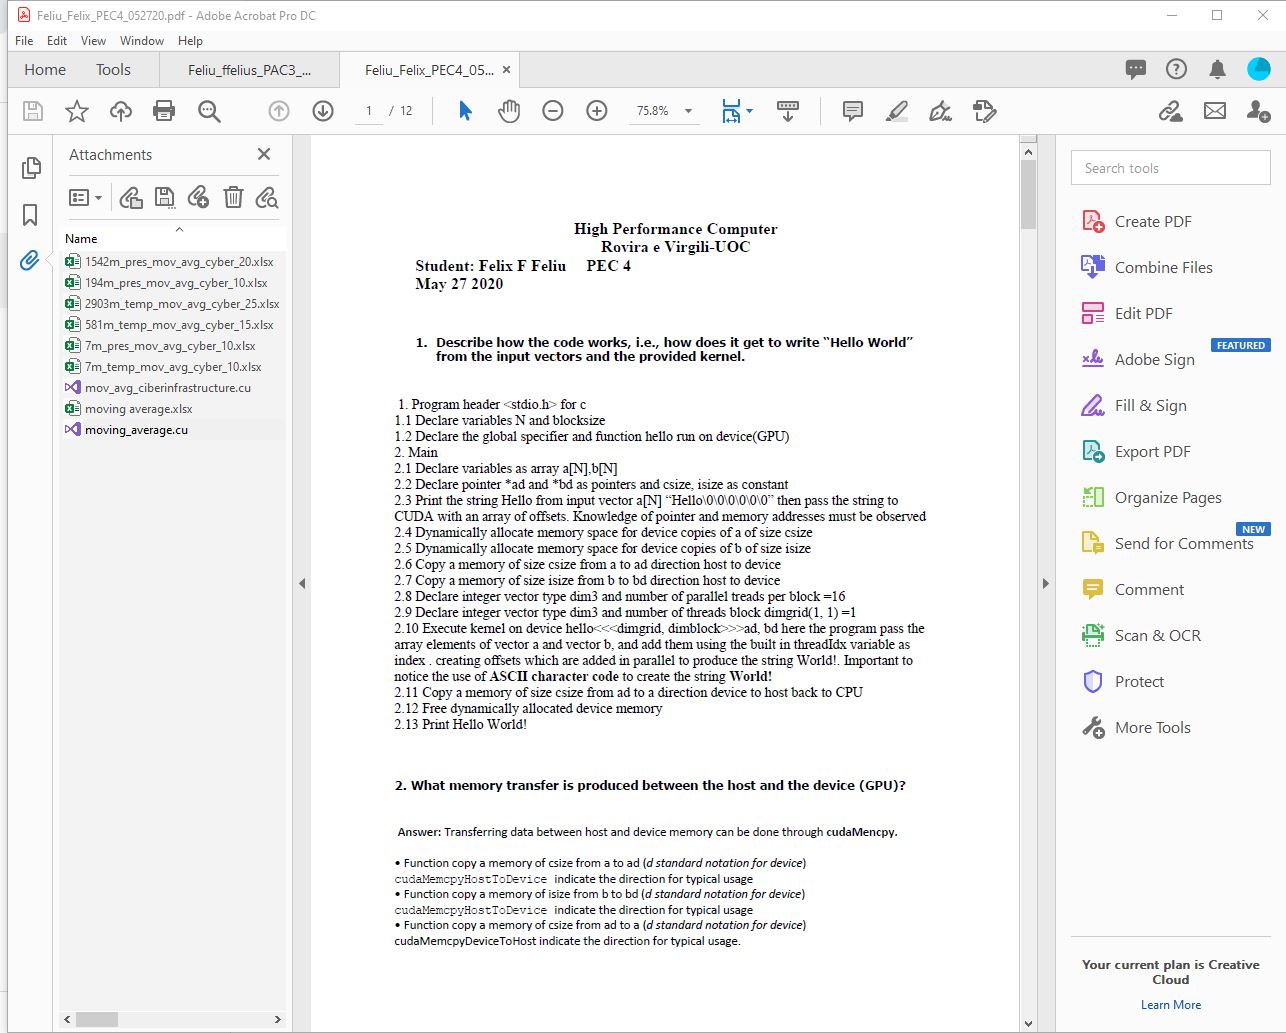 Feliu_Felix_PEC4_052720.pdf - Adobe Acrobat Pro DC
File Edit View Window Help
Home Tools Feliu_ffelius_PAC3_... Feliu_Felix_PEC4_05... ×
1 / 12 75.8%
Attachments
Name
1542m_pres_mov_avg_cyber_20.xlsx
194m_pres_mov_avg_cyber_10.xlsx
2903m_temp_mov_avg_cyber_25.xlsx
581m_temp_mov_avg_cyber_15.xlsx
7m_pres_mov_avg_cyber_10.xlsx
7m_temp_mov_avg_cyber_10.xlsx
mov_avg_ciberinfrastructure.cu
moving average.xlsx
moving_average.cu
High Performance Computer
Rovira e Virgili-UOC
Student: Felix F Feliu PEC 4
May 27 2020
1. Describe how the code works, i.e., how does it get to write “Hello World”
from the input vectors and the provided kernel.
1. Program header <stdio.h> for c
1.1 Declare variables N and blocksize
1.2 Declare the global specifier and function hello run on device(GPU)
2. Main
2.1 Declare variables as array a[N],b[N]
2.2 Declare pointer *ad and *bd as pointers and csize, isize as constant
2.3 Print the string Hello from input vector a[N] “Hello\0\0\0\0\0\0” then pass the string to
CUDA with an array of offsets. Knowledge of pointer and memory addresses must be observed
2.4 Dynamically allocate memory space for device copies of a of size csize
2.5 Dynamically allocate memory space for device copies of b of size isize
2.6 Copy a memory of size csize from a to ad direction host to device
2.7 Copy a memory of size isize from b to bd direction host to device
2.8 Declare integer vector type dim3 and number of parallel treads per block =16
2.9 Declare integer vector type dim3 and number of threads block dimgrid(1, 1) =1
2.10 Execute kernel on device hello<<<dimgrid, dimblock>>>ad, bd here the program pass the
array elements of vector a and vector b, and add them using the built in threadIdx variable as
index . creating offsets which are added in parallel to produce the string World!. Important to
notice the use of ASCII character code to create the string World!
2.11 Copy a memory of size csize from ad to a direction device to host back to CPU
2.12 Free dynamically allocated device memory
2.13 Print Hello World!
2. What memory transfer is produced between the host and the device (GPU)?
Answer: Transferring data between host and device memory can be done through cudaMencpy.
• Function copy a memory of csize from a to ad (d standard notation for device)
cudaMemcpyHostToDevice indicate the direction for typical usage
• Function copy a memory of isize from b to bd (d standard notation for device)
cudaMemcpyHostToDevice indicate the direction for typical usage
• Function copy a memory of csize from ad to a (d standard notation for device)
cudaMemcpyDeviceToHost indicate the direction for typical usage.
Search tools
Create PDF
Combine Files
Edit PDF
FEATURED
Adobe Sign
Fill & Sign
Export PDF
Organize Pages
NEW
Send for Comments
Comment
Scan & OCR
Protect
More Tools
Your current plan is Creative
Cloud
Learn More